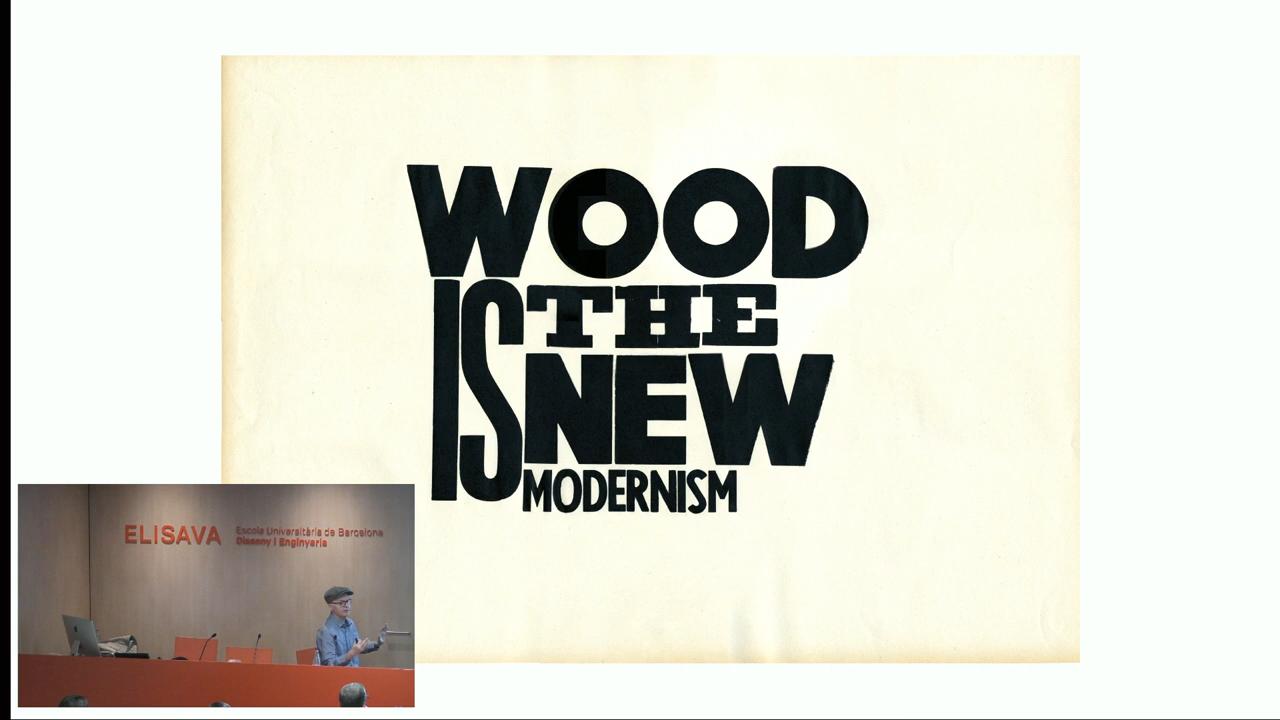 WOOD
IS THE
NEW
MODERNISM
ELISAVA
Escola Universitària de Barcelona
Disseny i Enginyeria